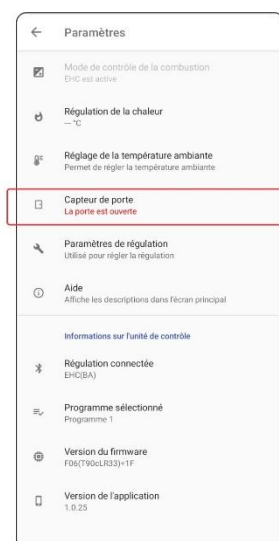 Paramètres
Mode de contrôle de la combustion
EHC est active
Régulation de la chaleur
-- °C
Réglage de la température ambiante
Permet de régler la température ambiante
Capteur de porte
La porte est ouverte
Paramètres de régulation
Utilisé pour régler la régulation
Aide
Affiche les descriptions dans l'écran principal
Informations sur l'unité de contrôle
Régulation connectée
EHC(BA)
Programme sélectionné
Programme 1
Version du firmware
F06(T90cLR33)÷1F
Version de l'application
1.0.25